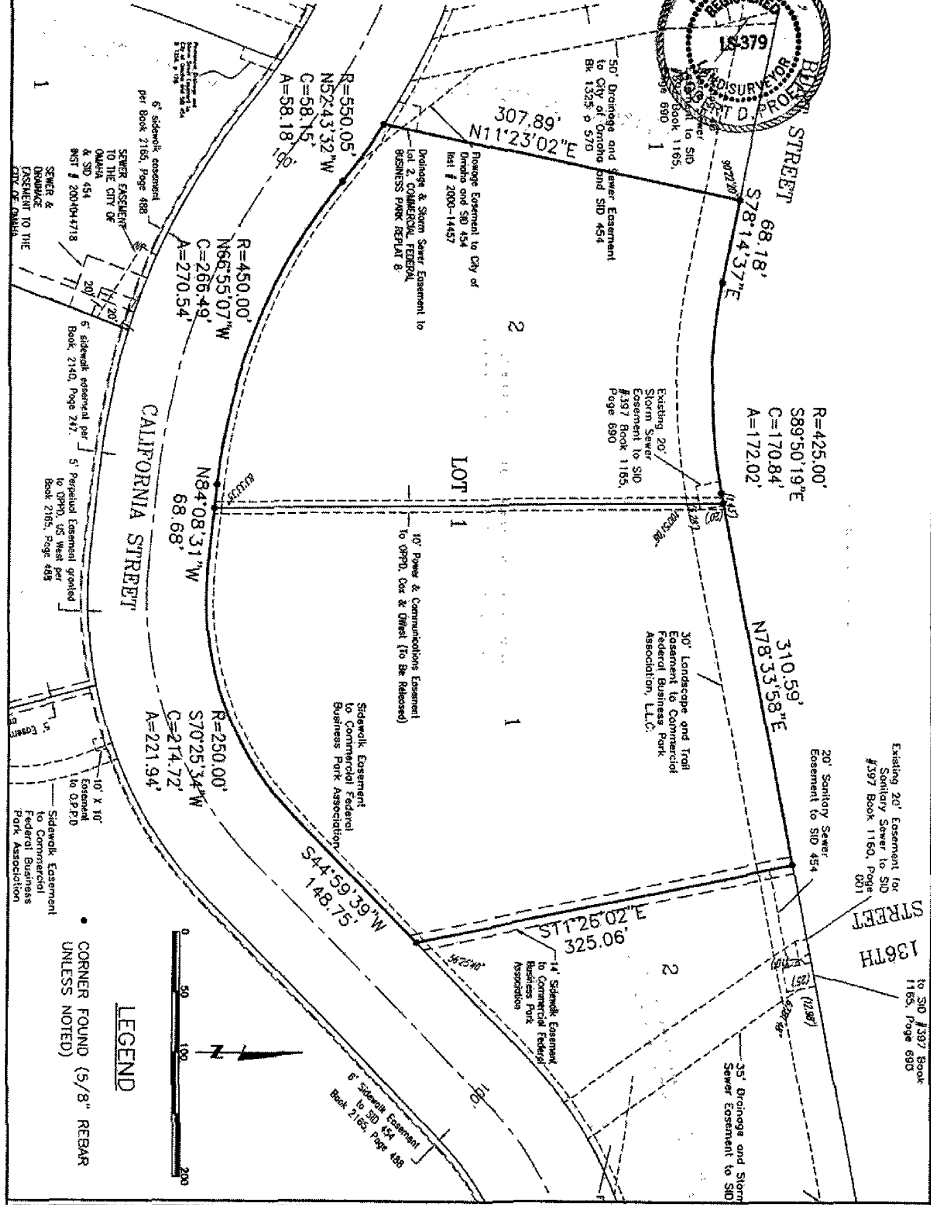 REGISTERED
LS-379
LAND SURVEYOR
STREET
68.18'
S78°14'37"E
307.89'
N11°23'02"E
50' Drainage and Sewer Easement
to City of Omaha and SID 454
Bk 1325, p 570
1
Flowage Easement to City of
Omaha and SID 454
Inst # 2000-14457
Drainage & Storm Sewer Easement to
Lot 2, COMMERCIAL FEDERAL
BUSINESS PARK REPLAT 8
R=550.05'
N52°43'32"W
C=58.15'
A=58.18'
100'
R=450.00'
N66°55'07"W
C=266.49'
A=270.54'
6' sidewalk easement
per Book 2165, Page 488
SEWER EASEMENT
TO THE CITY OF
OMAHA
& SID 454
INST # 2004044718
SEWER &
DRAINAGE
EASEMENT TO THE
CITY OF OMAHA
1
20'
20'
6' sidewalk easement per
Book, 2140, Page 247.
5' Perpetual Easement granted
to OPPD, US West per
Book 2165, Page 488
CALIFORNIA STREET
N84°08'31"W
68.68'
2
LOT 1
1
R=425.00'
S89°50'19"E
C=170.84'
A=172.02'
Existing 20'
Storm Sewer
Easement to SID
#397 Book 1165,
Page 690
10' Power & Communications Easement
to OPPD, Cox & QWest (To Be Released)
310.59'
N78°33'58"E
30' Landscape and Trail
Easement to Commercial
Federal Business Park
Association, L.L.C.
Sidewalk Easement
to Commercial Federal
Business Park Association
R=250.00'
S70°25'34"W
C=214.72'
A=221.94'
S44°59'39"W
148.75'
S11°26'02"E
325.06'
14' Sidewalk Easement
to Commercial Federal
Business Park
Association
2
20' Sanitary Sewer
Easement to SID 454
Existing 20' Easement for
Sanitary Sewer to SID
#397 Book 1160, Page
001
136TH
STREET
to SID #397 Book
1165, Page 690
(12.98')
35' Drainage and Storm
Sewer Easement to SID
100'
6' Sidewalk Easement
to SID 454
Book 2165, Page 488
10' X 10'
Easement
to O.P.P.D
Sidewalk Easement
to Commercial
Federal Business
Park Association
0
50
100
200
N
LEGEND
• CORNER FOUND (5/8" REBAR
UNLESS NOTED)